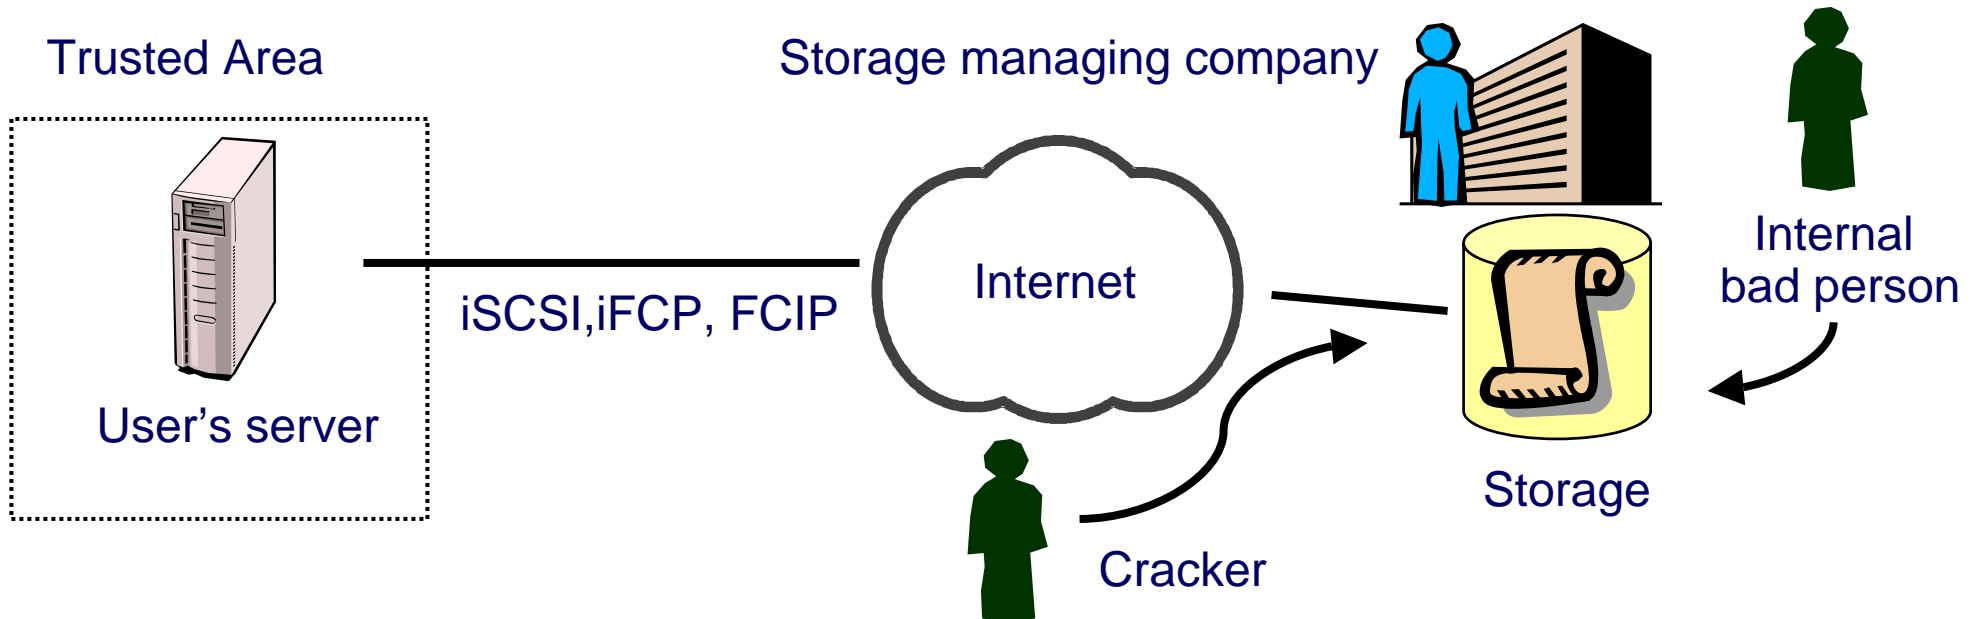 Trusted Area
Storage managing company
Internal
bad person
Internet
iSCSI,iFCP, FCIP
User’s server
Storage
Cracker